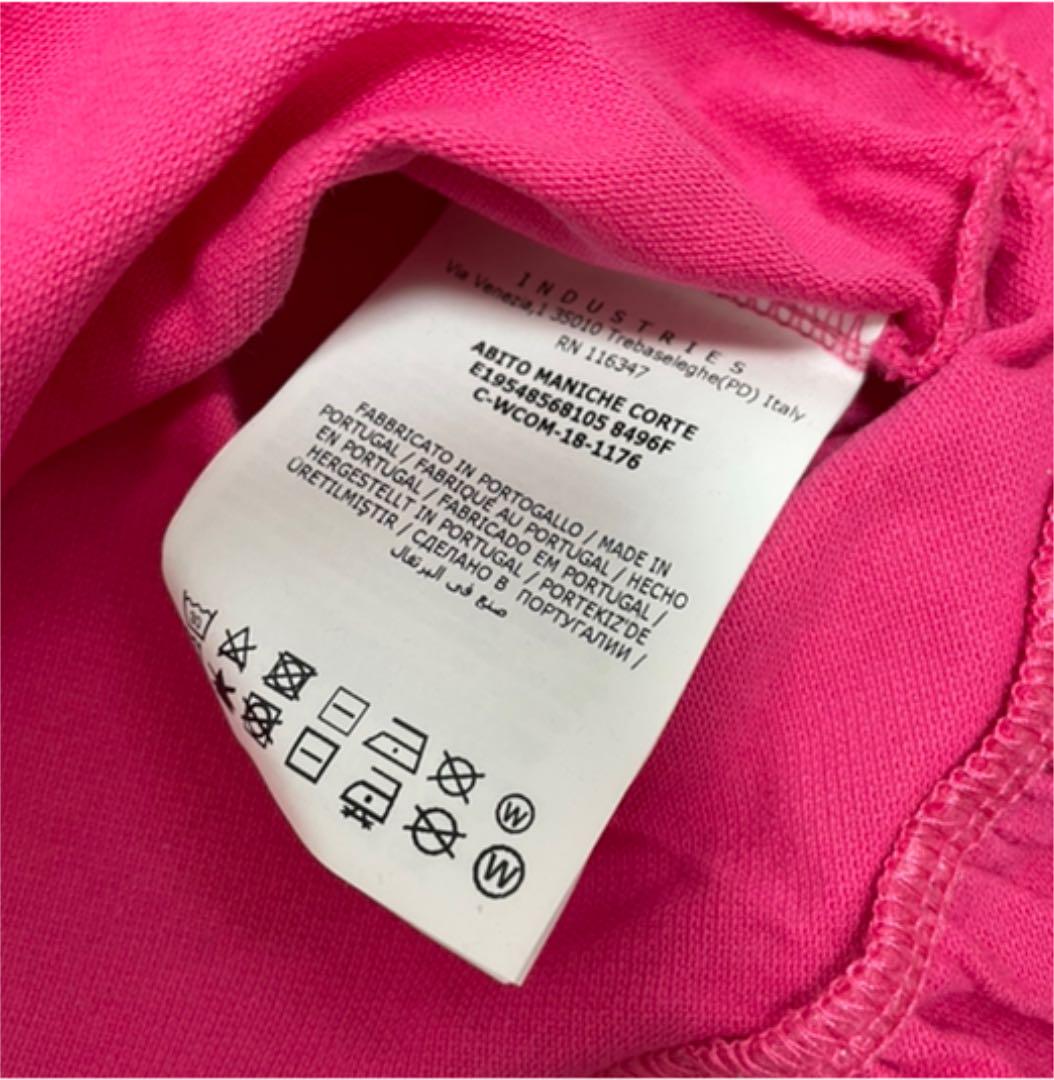 INDUSTRIES
Via Venezia,1 35010 Trebaseleghe(PD) Italy
RN 116347
ABITO MANICHE CORTE
E19548568105 8496F
C-WCOM-18-1176
FABBRICATO IN PORTOGALLO / MADE IN
PORTUGAL / FABRIQUÉ AU PORTUGAL / HECHO
EN PORTUGAL / FABRICADO EM PORTUGAL /
HERGESTELLT IN PORTUGAL / PORTEKIZ'DE
ÜRETILMIŞTIR / СДЕЛАНО В ПОРТУГАЛИИ /
صنع في البرتغال
W
W